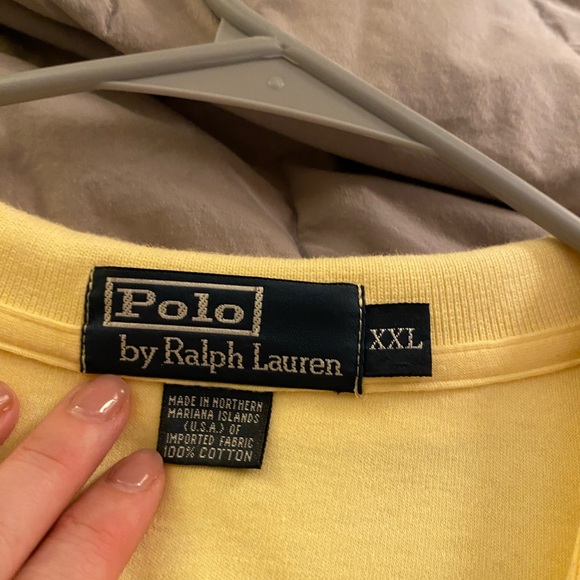 Polo
by Ralph Lauren
XXL
MADE IN NORTHERN
MARIANA ISLANDS
(U.S.A.) OF
IMPORTED FABRIC
100% COTTON